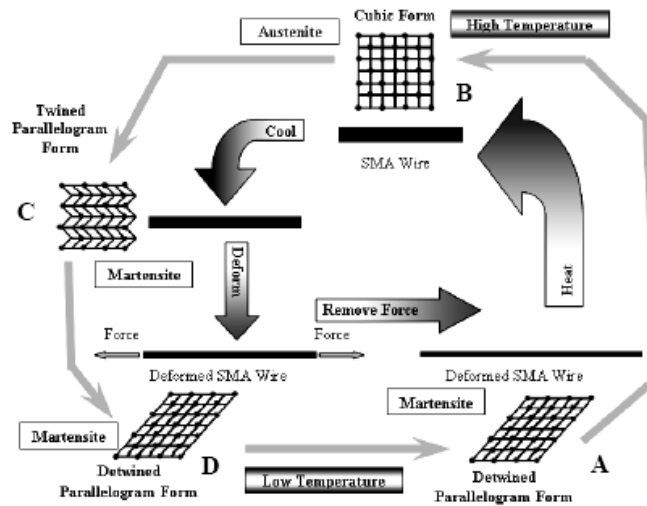 Cubic Form
High Temperature
Austenite
B
Twined
Parallelogram
Form
Cool
SMA Wire
C
Martensite
Deform
Heat
Remove Force
Force
Force
Deformed SMA Wire
Deformed SMA Wire
Martensite
Martensite
D
A
Detwined
Parallelogram Form
Low Temperature
Detwined
Parallelogram Form